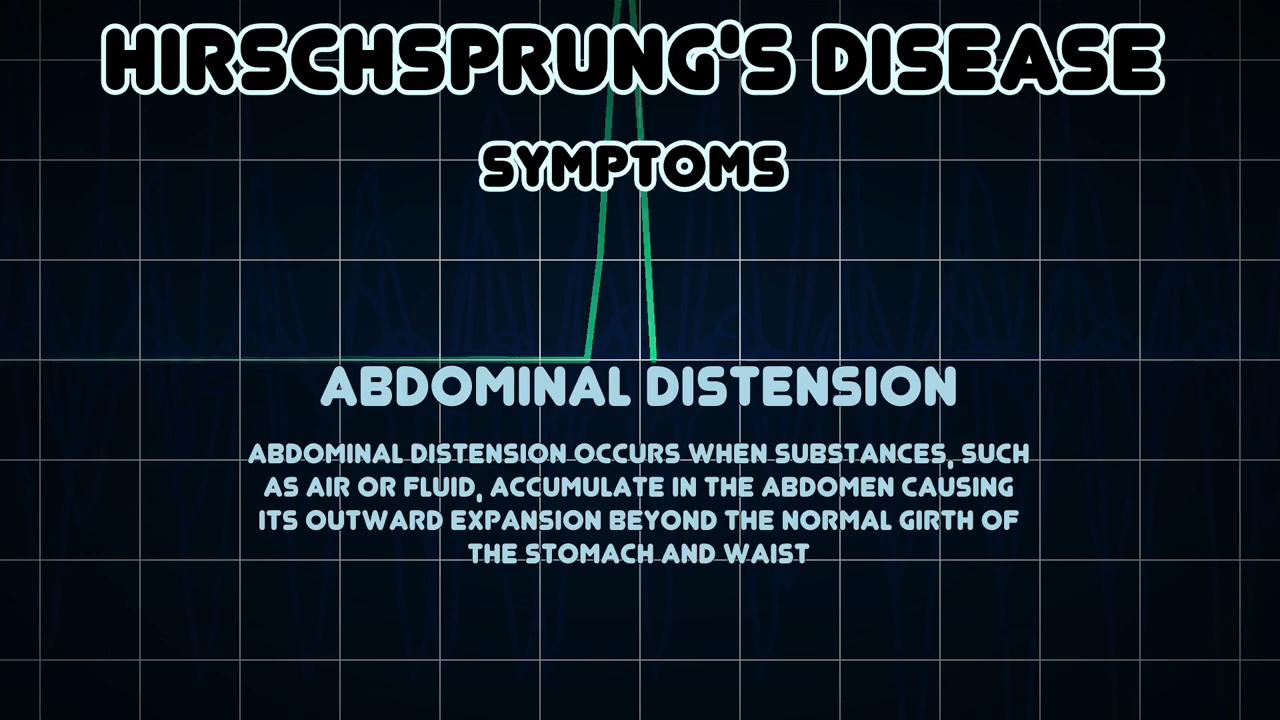 HIRSCHSPRUNG'S DISEASE
SYMPTOMS
ABDOMINAL DISTENSION
ABDOMINAL DISTENSION OCCURS WHEN SUBSTANCES, SUCH
AS AIR OR FLUID, ACCUMULATE IN THE ABDOMEN CAUSING
ITS OUTWARD EXPANSION BEYOND THE NORMAL GIRTH OF
THE STOMACH AND WAIST